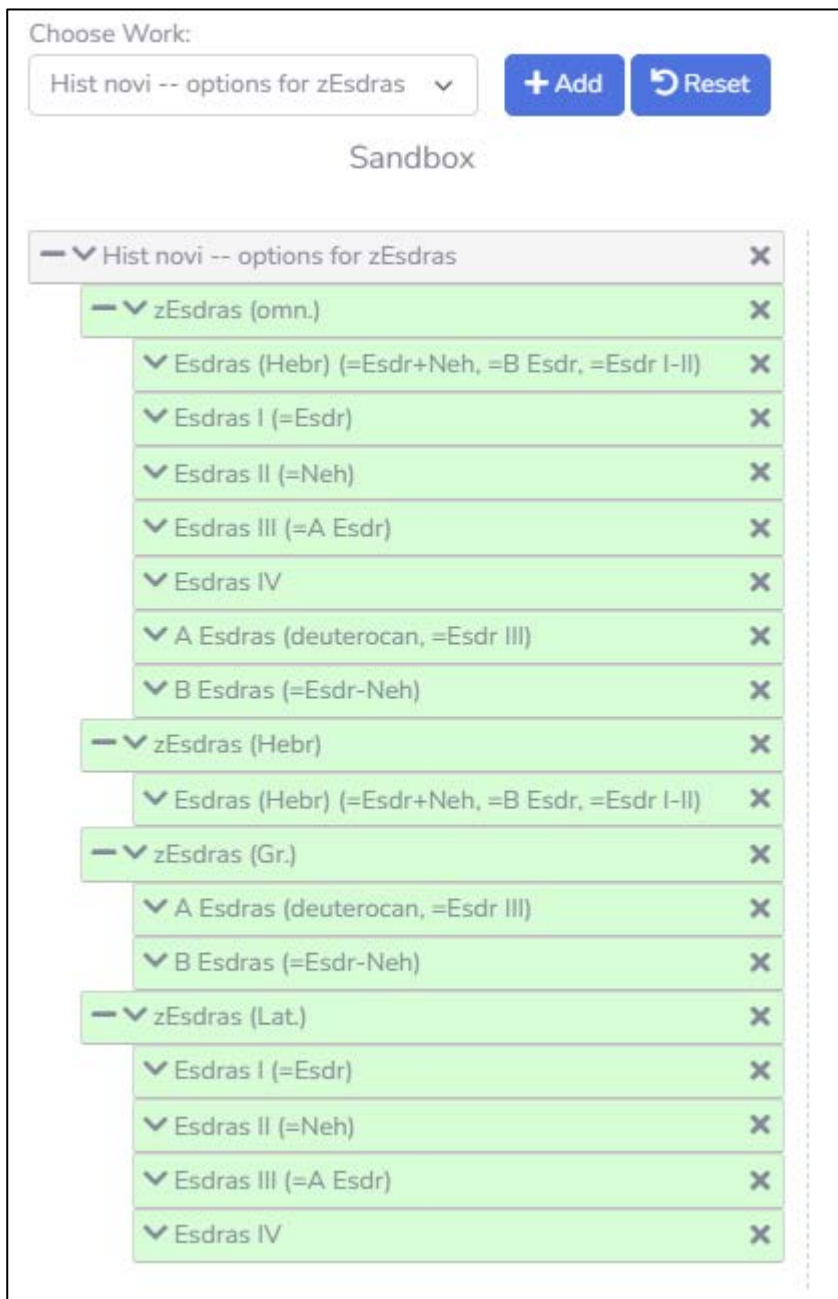 Choose Work:
Hist novi -- options for zEsdras
Add
Reset
Sandbox
Hist novi -- options for zEsdras
zEsdras (omn.)
Esdras (Hebr) (=Esdr+Neh, =B Esdr, =Esdr I-II)
Esdras I (=Esdr)
Esdras II (=Neh)
Esdras III (=A Esdr)
Esdras IV
A Esdras (deuterocan, =Esdr III)
B Esdras (=Esdr-Neh)
zEsdras (Hebr)
Esdras (Hebr) (=Esdr+Neh, =B Esdr, =Esdr I-II)
zEsdras (Gr.)
A Esdras (deuterocan, =Esdr III)
B Esdras (=Esdr-Neh)
zEsdras (Lat.)
Esdras I (=Esdr)
Esdras II (=Neh)
Esdras III (=A Esdr)
Esdras IV